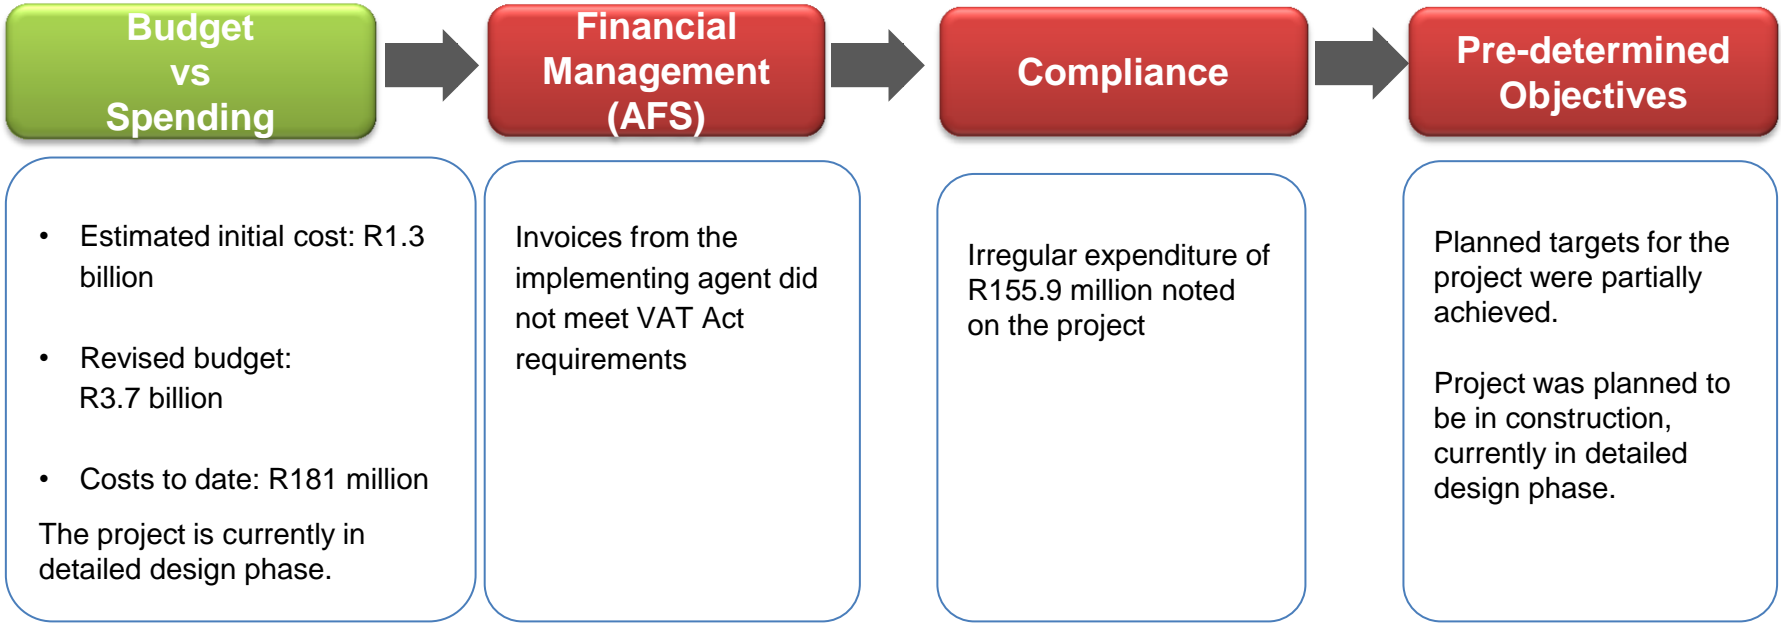 Budget
vs
Spending
Financial
Management
(AFS)
Compliance
Pre-determined
Objectives
• Estimated initial cost: R1.3
billion
• Revised budget:
R3.7 billion
• Costs to date: R181 million
The project is currently in
detailed design phase.
Invoices from the
implementing agent did
not meet VAT Act
requirements
Irregular expenditure of
R155.9 million noted
on the project
Planned targets for the
project were partially
achieved.
Project was planned to
be in construction,
currently in detailed
design phase.